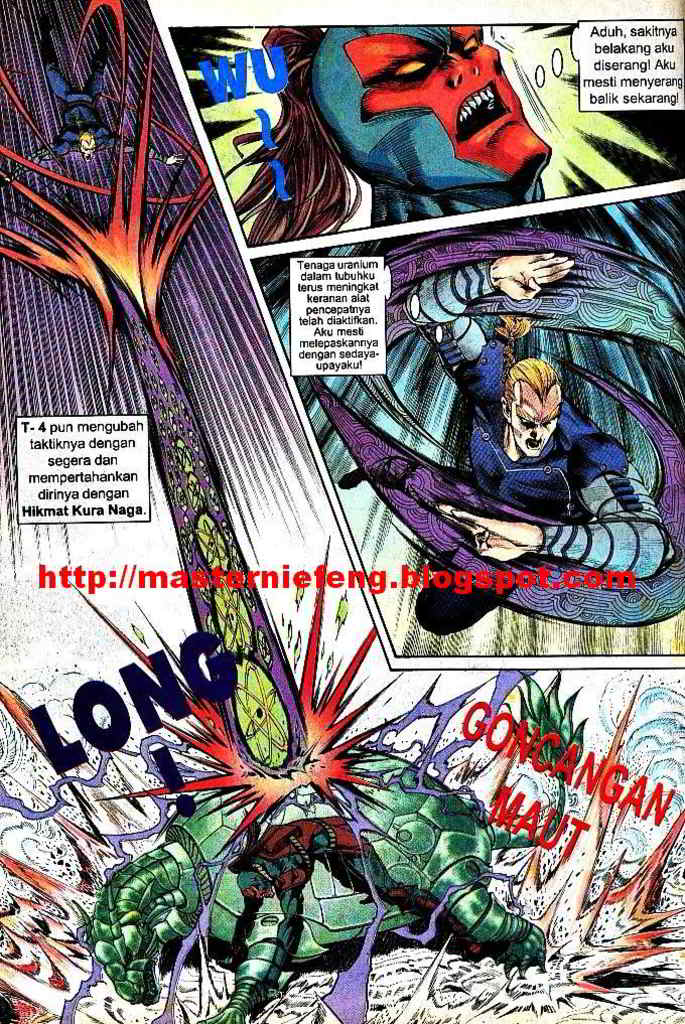 WU
~
~
Aduh, sakitnya
belakang aku
diserang! Aku
mesti menyerang
balik sekarang!
Tenaga uranium
dalam tubuhku
terus meningkat
keranan alat
pencepatnya
telah diaktifkan.
Aku mesti
melepaskannya
dengan sedaya-
upayaku!
T-4 pun mengubah
taktiknya dengan
segera dan
mempertahankan
dirinya dengan
Hikmat Kura Naga.
http://masterniefeng.blogspot.com
LONG
!
GONCANGAN
MAUT